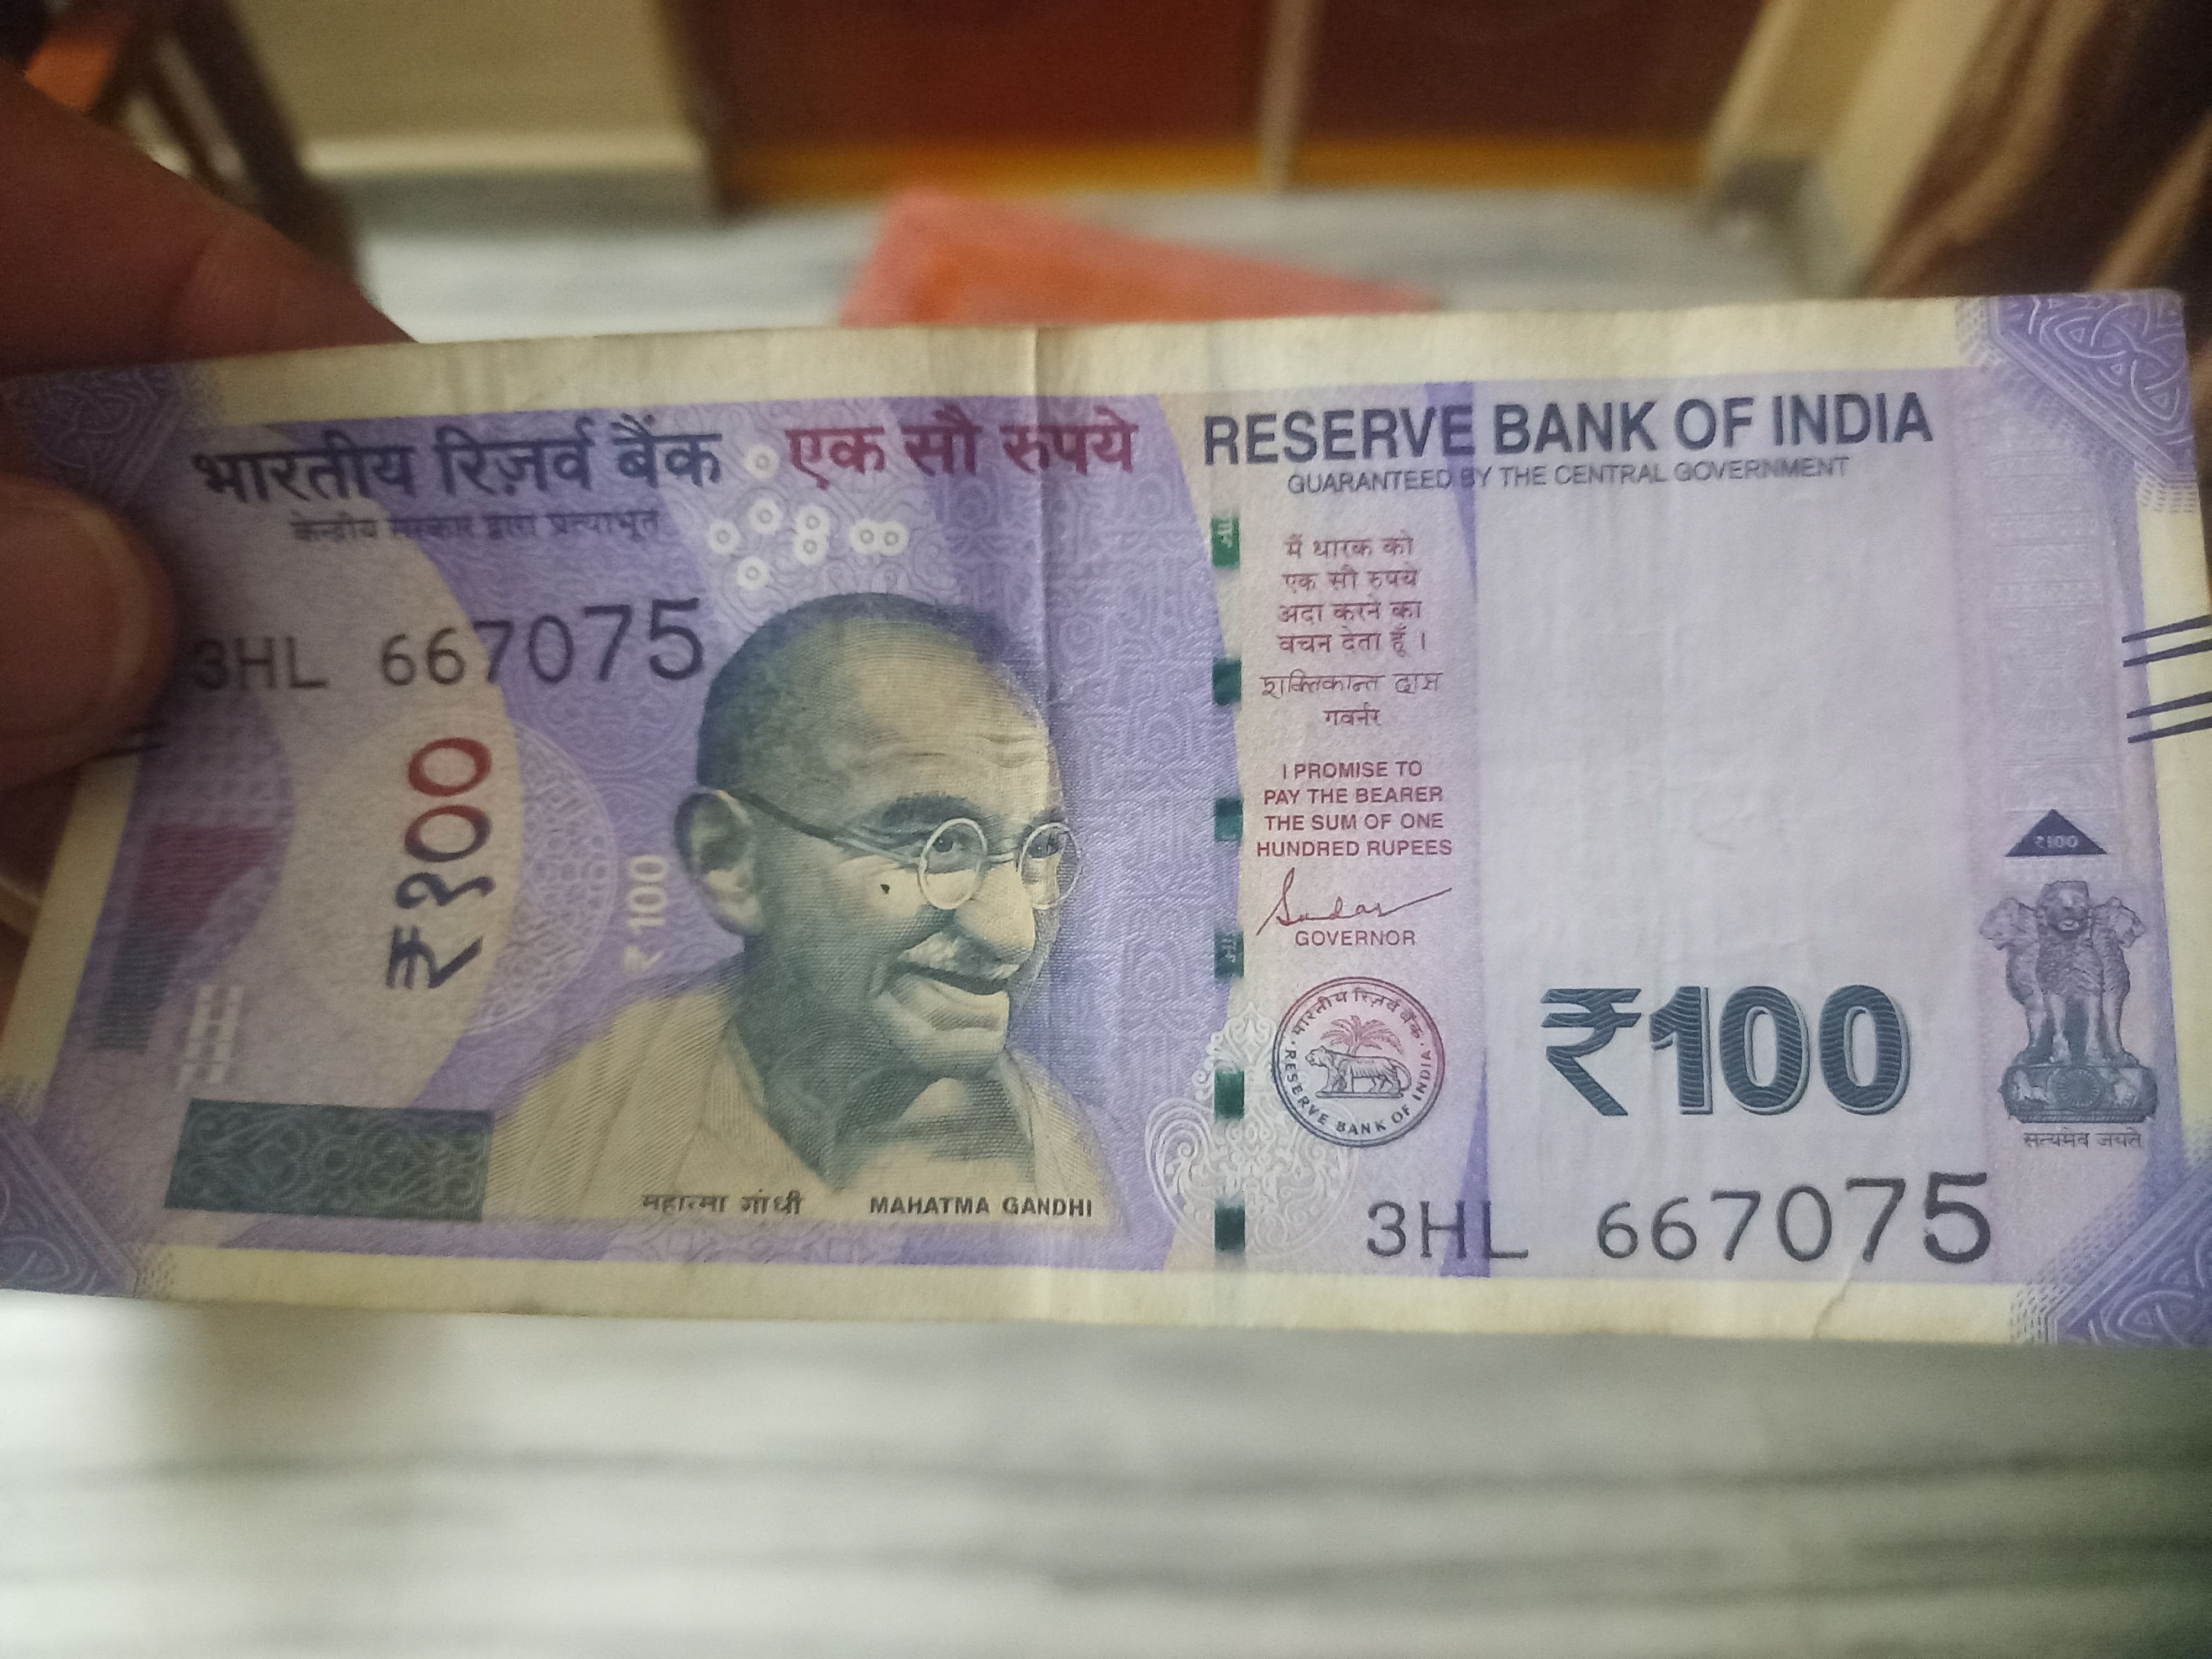 भारतीय रिज़र्व बैंक
केन्द्रीय सरकार द्वारा प्रत्याभूत
एक सौ रुपये
RESERVE BANK OF INDIA
GUARANTEED BY THE CENTRAL GOVERNMENT
3HL 667075
₹१००
₹100
मैं धारक को
एक सौ रुपये
अदा करने का
वचन देता हूँ ।
शक्तिकान्त दास
गवर्नर
I PROMISE TO
PAY THE BEARER
THE SUM OF ONE
HUNDRED RUPEES
GOVERNOR
भारतीय रिज़र्व बैंक
RESERVE BANK OF INDIA
₹100
₹100
सत्यमेव जयते
महात्मा गांधी
MAHATMA GANDHI
3HL 667075